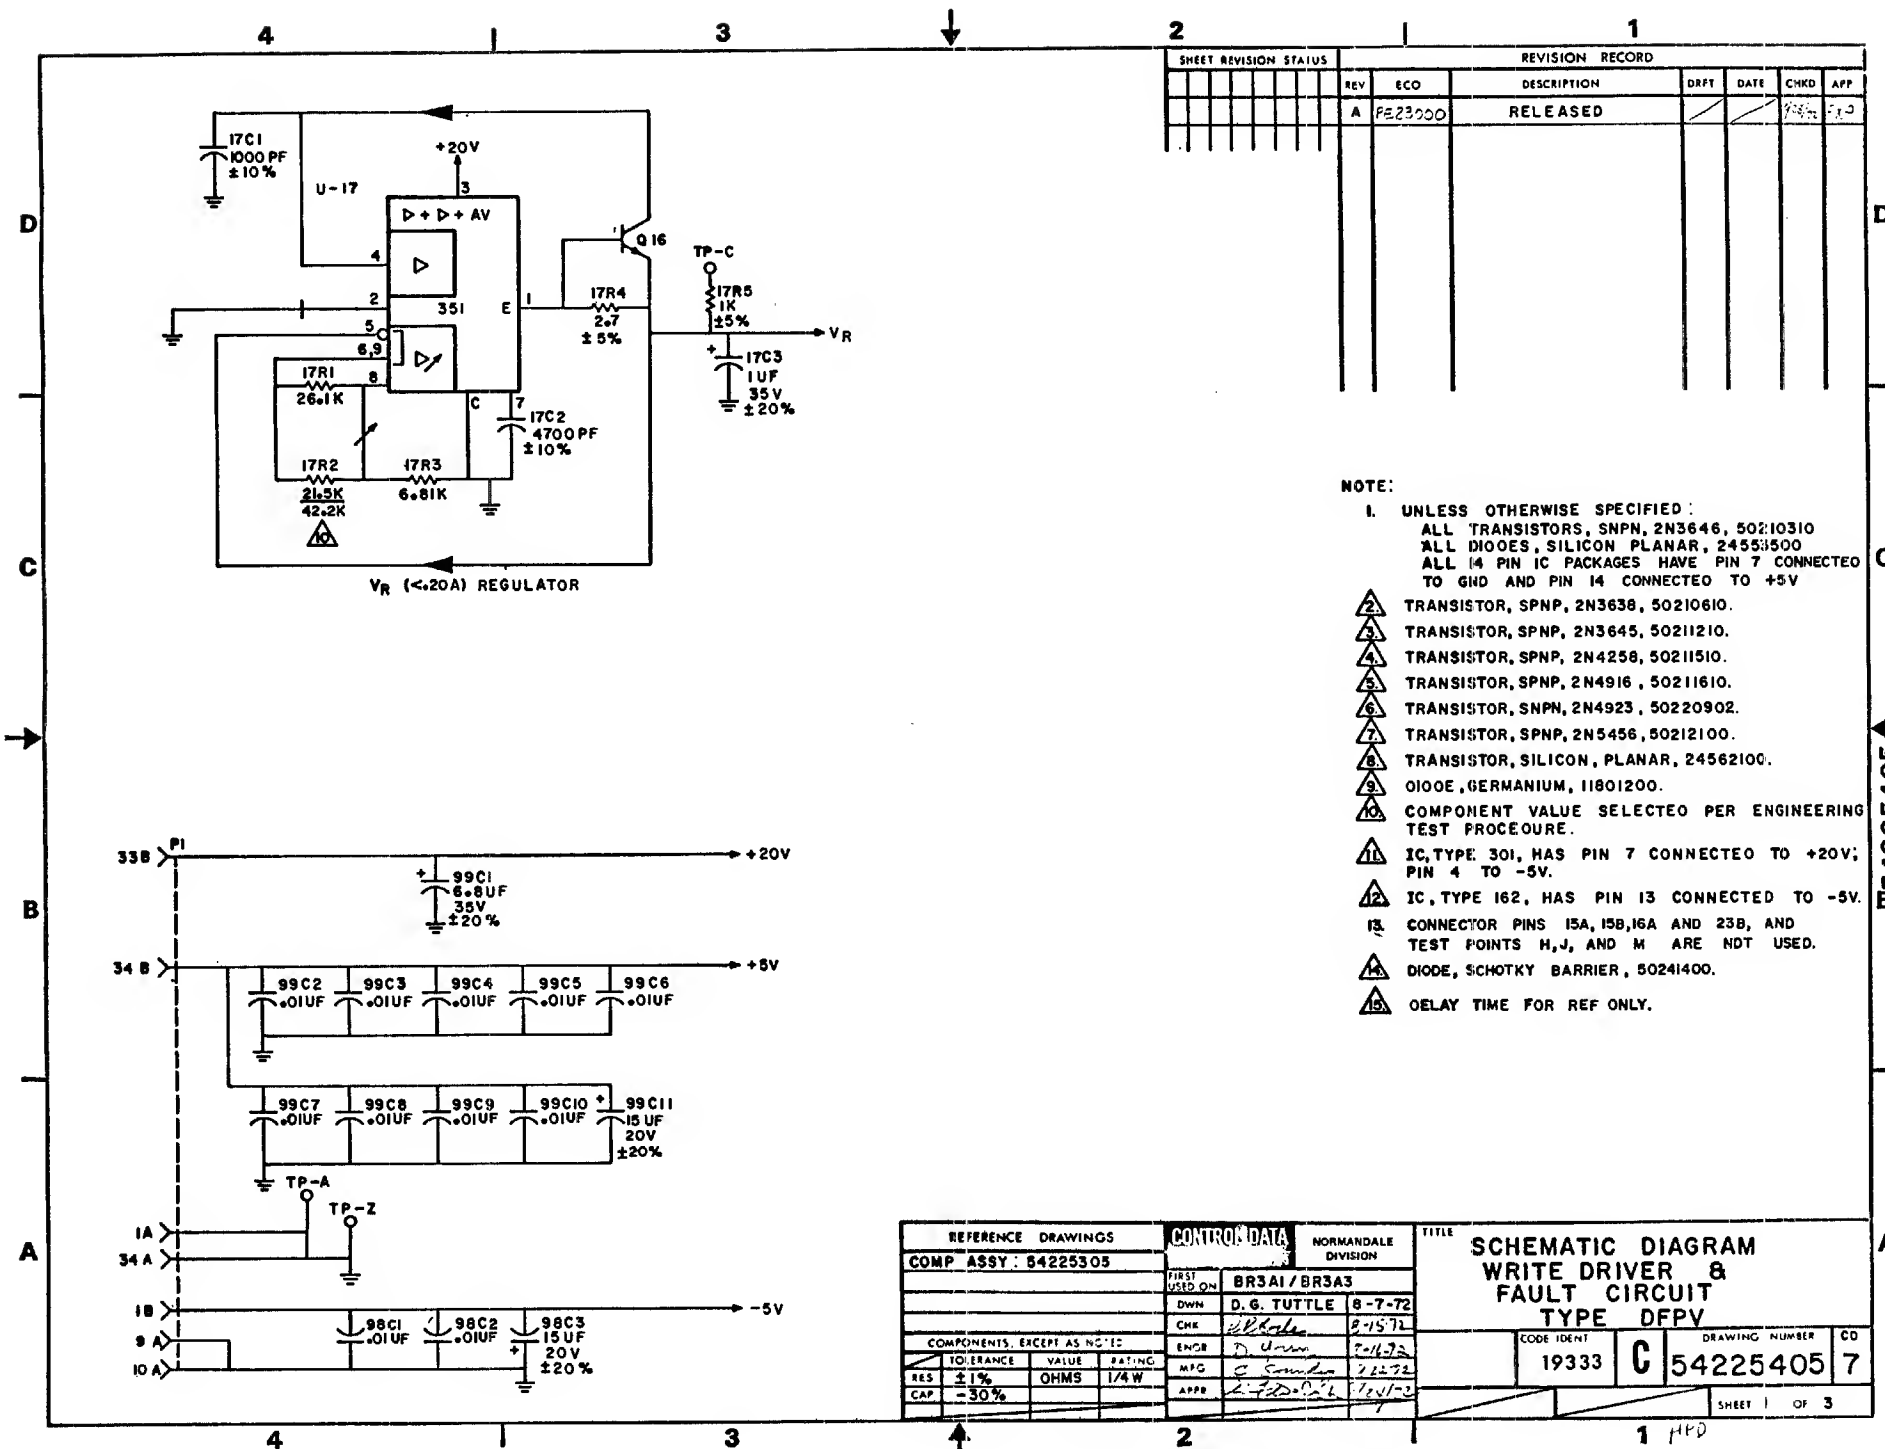 4 3 2 1
SHEET REVISION STATUS
REVISION RECORD
REV ECO DESCRIPTION DRFT DATE CHKD APP
A PE23000 RELEASED
17C1
1000 PF
±10%
U-17
+20V
3
▷+▷+ AV
4
2
351
E
1
5
6,9
8
C
7
Q16
TP-C
17R5
1K
±5%
17R4
2.7
±5%
VR
17C3
1UF
35V
±20%
17R1
26.1K
17C2
4700PF
±10%
17R2
21.5K
42.2K
10
17R3
6.81K
VR (<.20A) REGULATOR
D
D
C
C
B
A
A
NOTE:
1. UNLESS OTHERWISE SPECIFIED:
ALL TRANSISTORS, SNPN, 2N3646, 50210310
ALL DIOOES, SILICON PLANAR, 24553500
ALL 14 PIN IC PACKAGES HAVE PIN 7 CONNECTED
TO GND AND PIN 14 CONNECTED TO +5V
2. TRANSISTOR, SPNP, 2N3638, 50210610.
3. TRANSISTOR, SPNP, 2N3645, 50211210.
4. TRANSISTOR, SPNP, 2N4258, 50211510.
5. TRANSISTOR, SPNP, 2N4916, 50211610.
6. TRANSISTOR, SNPN, 2N4923, 50220902.
7. TRANSISTOR, SPNP, 2N5456, 50212100.
8. TRANSISTOR, SILICON, PLANAR, 24562100.
9. OIOOE, GERMANIUM, 11801200.
10. COMPONENT VALUE SELECTEO PER ENGINEERING
TEST PROCEOURE.
11. IC, TYPE 301, HAS PIN 7 CONNECTED TO +20V;
PIN 4 TO -5V.
12. IC, TYPE 162, HAS PIN 13 CONNECTED TO -5V.
13. CONNECTOR PINS 15A, 15B, 16A AND 23B, AND
TEST POINTS H,J, AND M ARE NDT USED.
14. DIODE, SCHOTKY BARRIER, 50241400.
15. OELAY TIME FOR REF ONLY.
33B
P1
+20V
99C1
6.8UF
35V
±20%
34B
+5V
99C2 99C3 99C4 99C5 99C6
.01UF .01UF .01UF .01UF .01UF
99C7 99C8 99C9 99C10 99C11
.01UF .01UF .01UF .01UF 15UF
20V
±20%
TP-A
TP-Z
1A
34A
1B
-5V
9A
10A
98C1 98C2 98C3
.01UF .01UF 15UF
20V
±20%
REFERENCE DRAWINGS
COMP ASSY: 54225305
COMPONENTS, EXCEPT AS NOTED
TOLERANCE VALUE RATING
RES ±1% OHMS 1/4W
CAP -30%
CONTROL DATA
NORMANDALE
DIVISION
FIRST
USED ON
BR3A1/BR3A3
DWN D.G. TUTTLE 8-7-72
CHK 8-15-72
ENGR D. Young
MFG
APPR
TITLE
SCHEMATIC DIAGRAM
WRITE DRIVER &
FAULT CIRCUIT
TYPE DFPV
CODE IDENT
19333
C
DRAWING NUMBER
54225405
CD
7
SHEET 1 OF 3
4 3 2 1